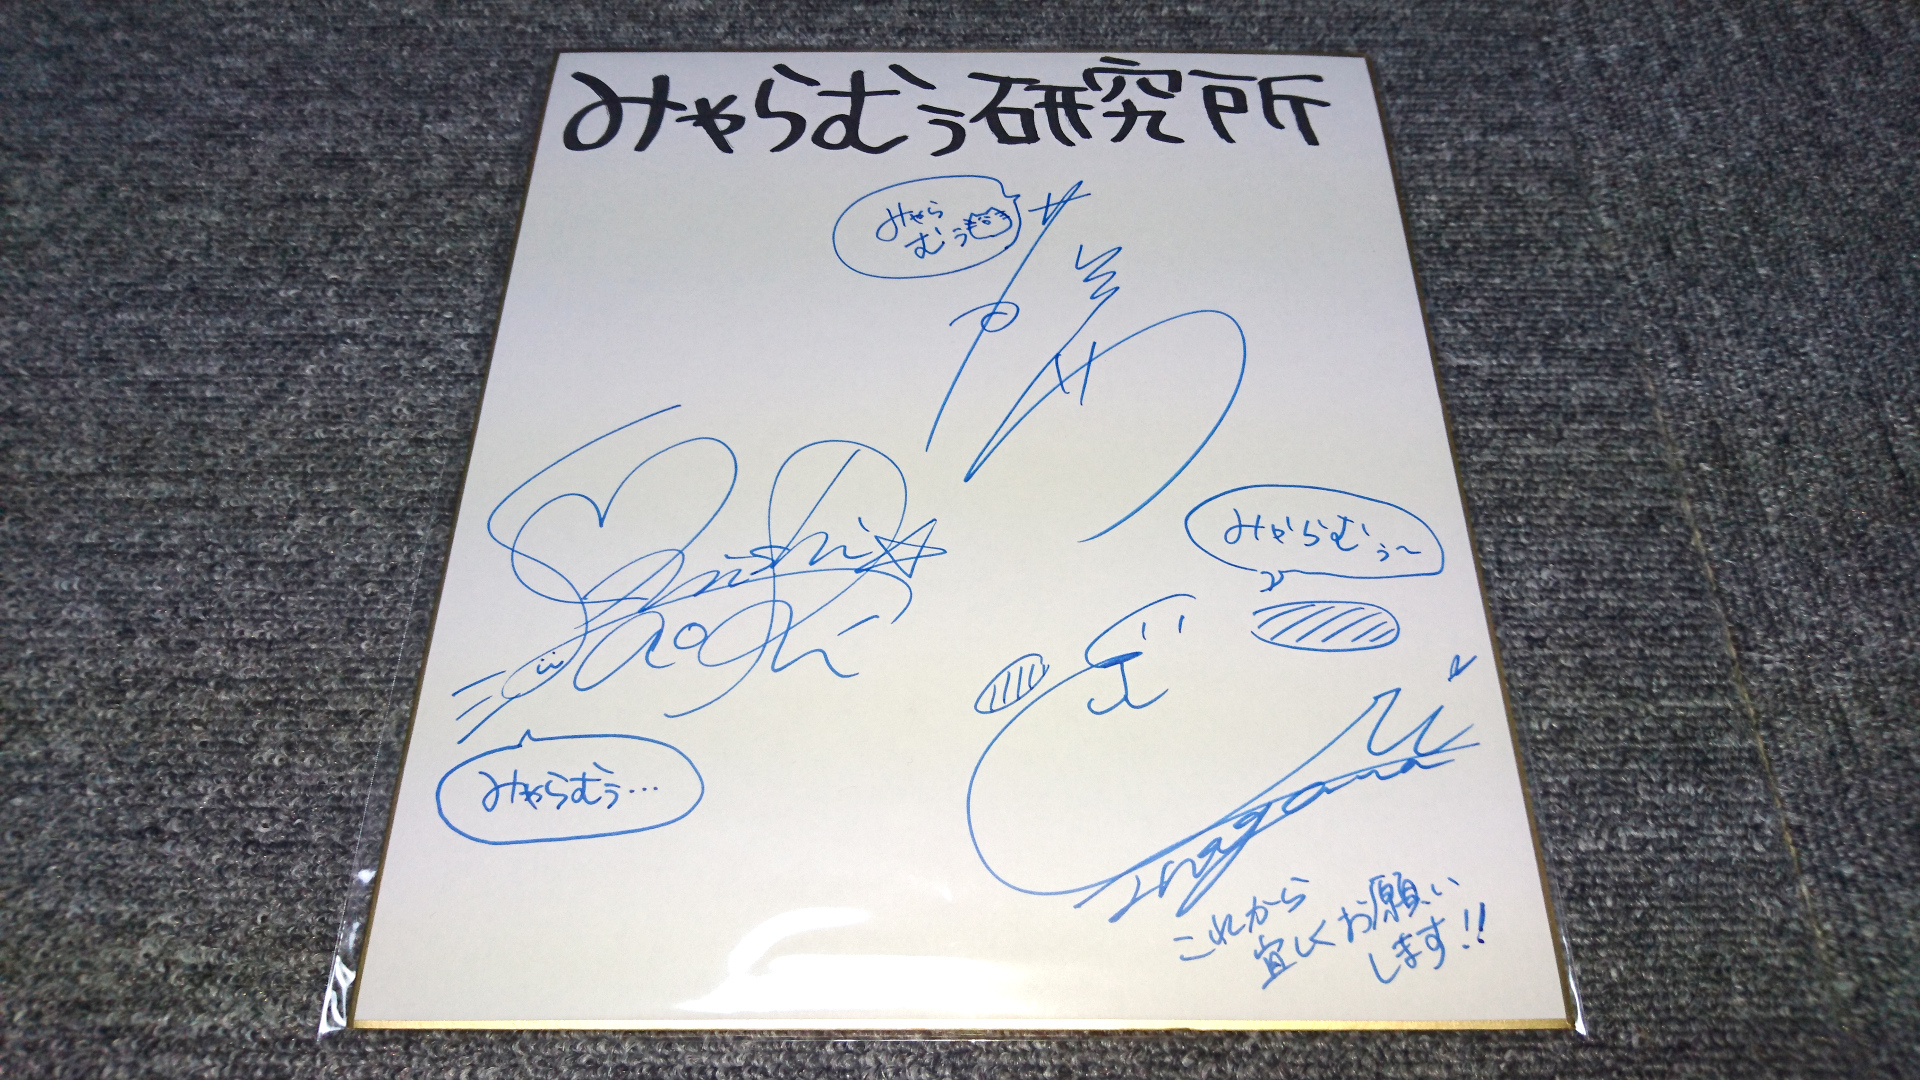 みゃらむぅ研究所
みゃら
むぅ
みゃらむぅ〜
みゃらむぅ…
Inagawa
これから
宜しくお願い
します!!